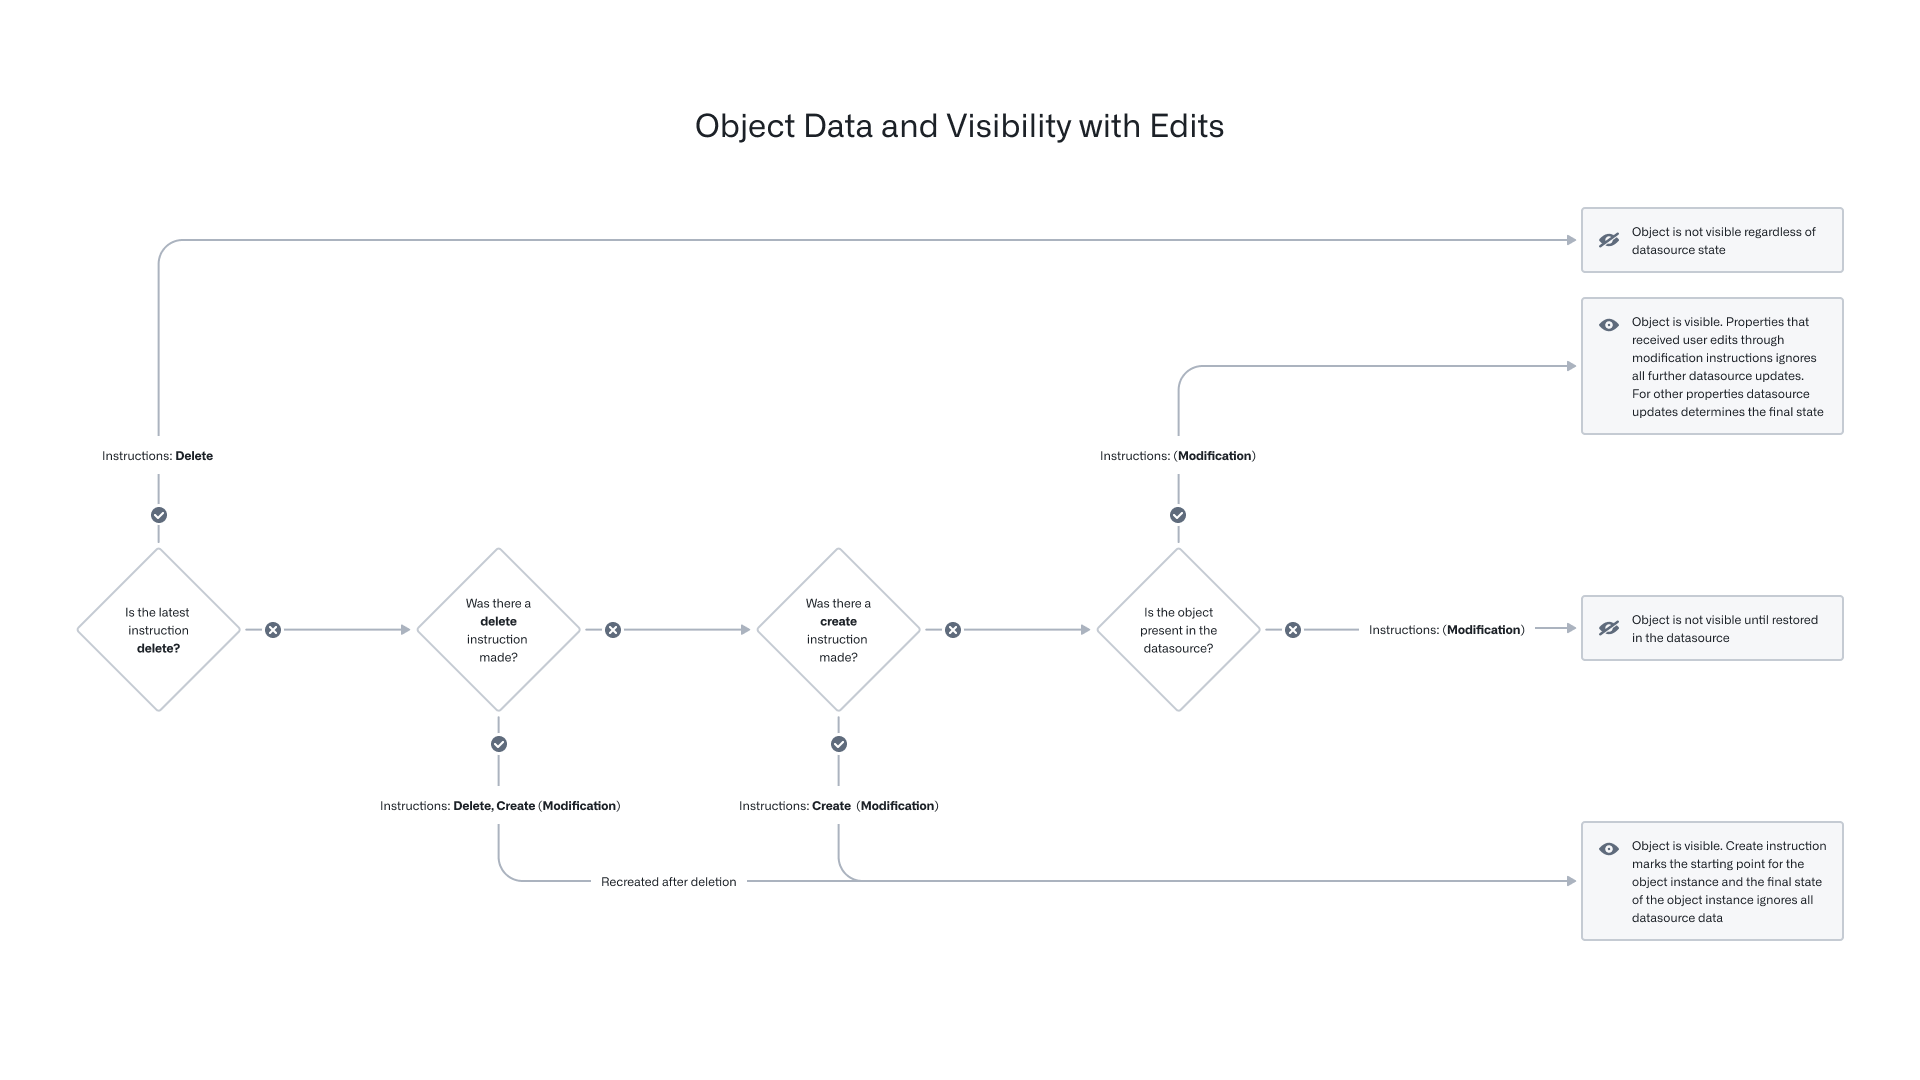 Object Data and Visibility with Edits
Object is not visible regardless of
datasource state
Object is visible. Properties that
received user edits through
modification instructions ignores
all further datasource updates.
For other properties datasource
updates determines the final state
Instructions: Delete
Instructions: (Modification)
Is the latest
instruction
delete?
Was there a
delete
instruction
made?
Was there a
create
instruction
made?
Is the object
present in the
datasource?
Instructions: (Modification)
Object is not visible until restored
in the datasource
Instructions: Delete, Create (Modification)
Instructions: Create (Modification)
Recreated after deletion
Object is visible. Create instruction
marks the starting point for the
object instance and the final state
of the object instance ignores all
datasource data